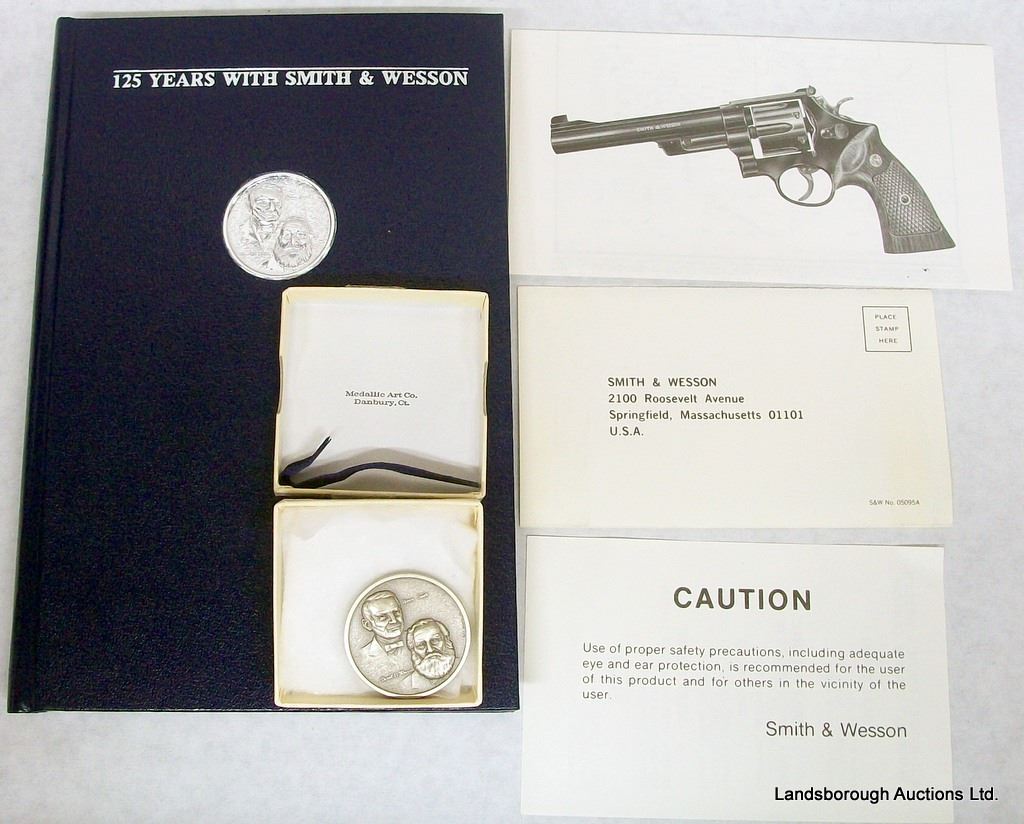 125 YEARS WITH SMITH & WESSON
SMITH & WESSON
PLACE
STAMP
HERE
Medallic Art Co.
Danbury, Ct.
SMITH & WESSON
2100 Roosevelt Avenue
Springfield, Massachusetts 01101
U.S.A.
S&W No. 05095A
CAUTION
Use of proper safety precautions, including adequate
eye and ear protection, is recommended for the user
of this product and for others in the vicinity of the
user.
Smith & Wesson
Landsborough Auctions Ltd.